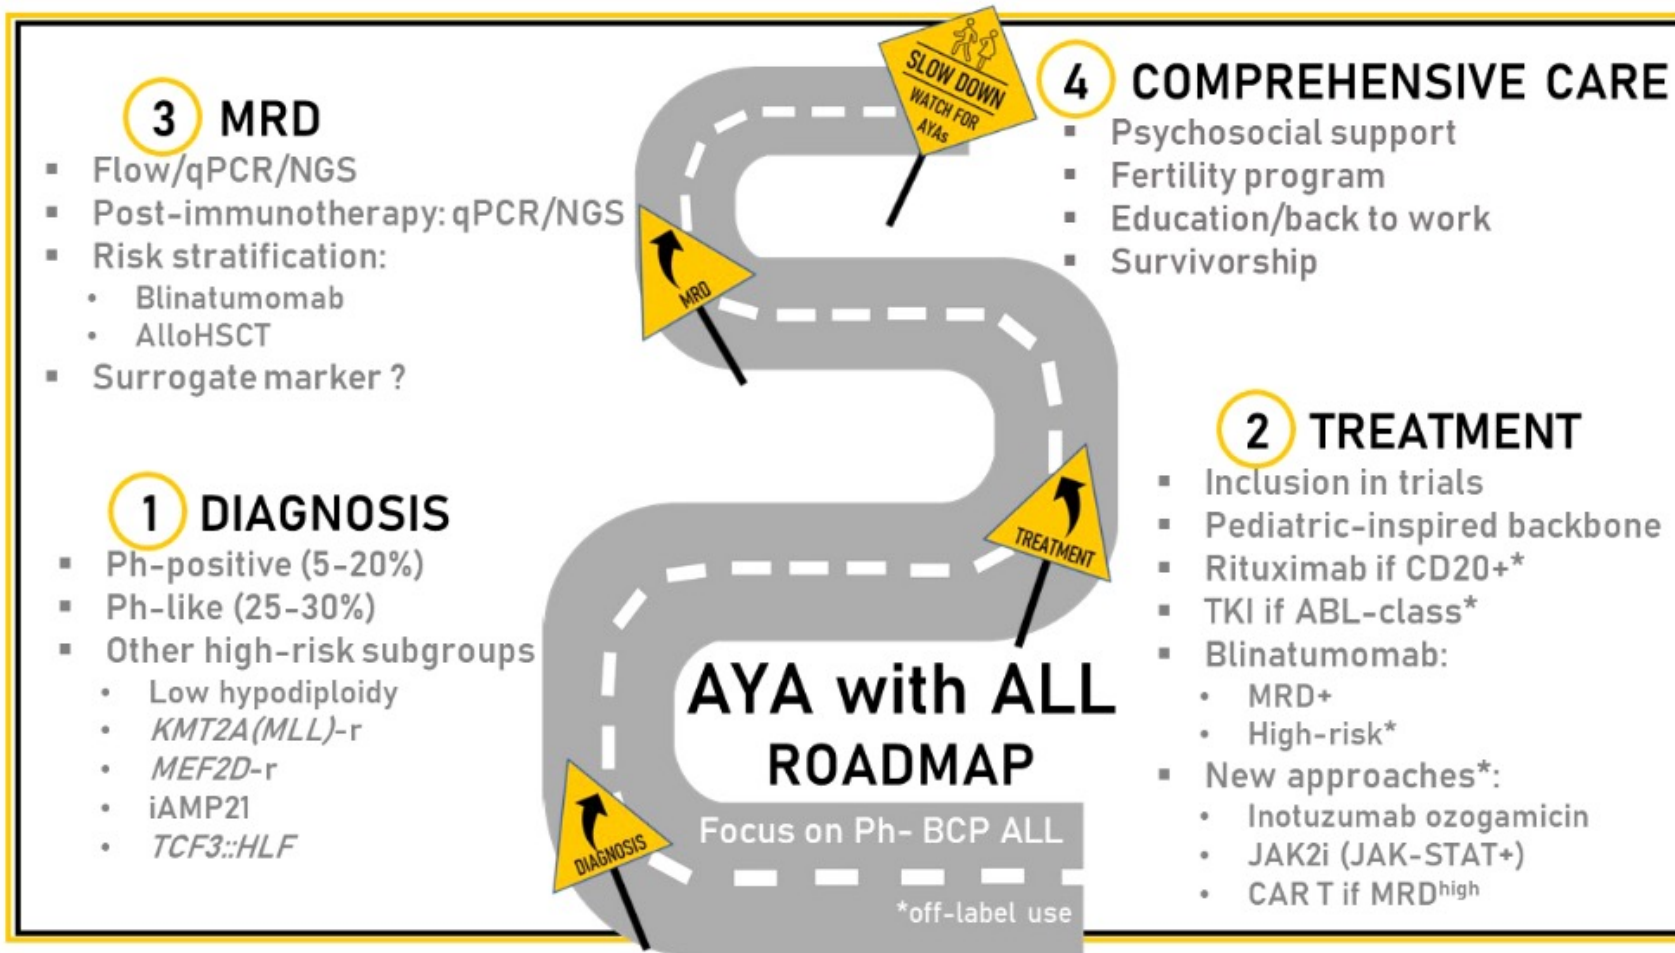 3 MRD
▪ Flow/qPCR/NGS
▪ Post-immunotherapy: qPCR/NGS
▪ Risk stratification:
• Blinatumomab
• AlloHSCT
▪ Surrogate marker ?
SLOW DOWN
WATCH FOR
AYAs
4 COMPREHENSIVE CARE
▪ Psychosocial support
▪ Fertility program
▪ Education/back to work
▪ Survivorship
MRD
1 DIAGNOSIS
▪ Ph-positive (5-20%)
▪ Ph-like (25-30%)
▪ Other high-risk subgroups
• Low hypodiploidy
• KMT2A(MLL)-r
• MEF2D-r
• iAMP21
• TCF3::HLF
2 TREATMENT
▪ Inclusion in trials
▪ Pediatric-inspired backbone
▪ Rituximab if CD20+*
▪ TKI if ABL-class*
▪ Blinatumomab:
• MRD+
• High-risk*
▪ New approaches*:
• Inotuzumab ozogamicin
• JAK2i (JAK-STAT+)
• CAR T if MRDhigh
TREATMENT
AYA with ALL
ROADMAP
Focus on Ph- BCP ALL
DIAGNOSIS
*off-label use